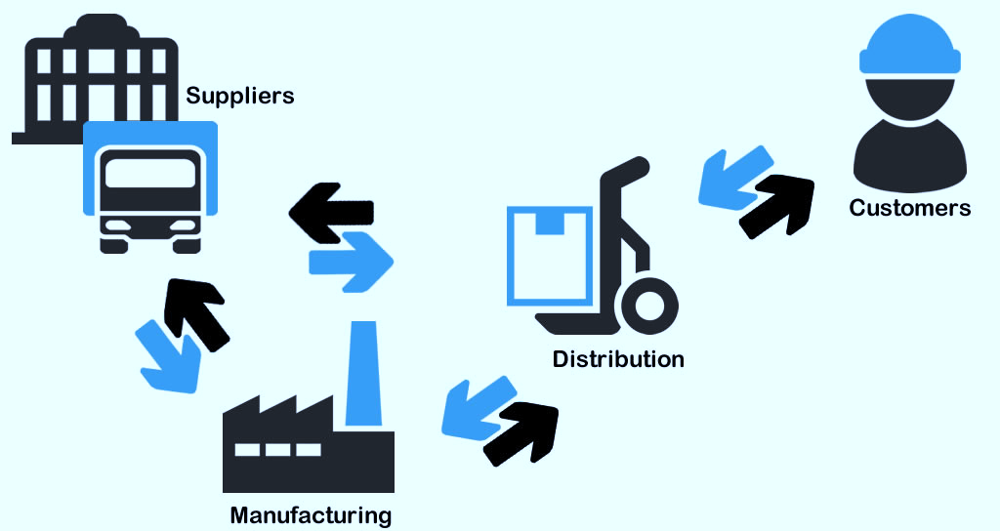 Suppliers
Customers
Distribution
Manufacturing